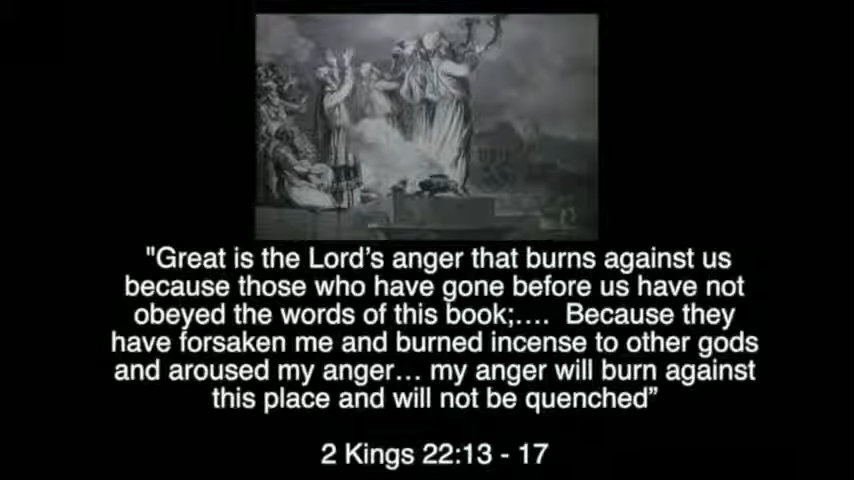 "Great is the Lord's anger that burns against us
because those who have gone before us have not
obeyed the words of this book;.... Because they
have forsaken me and burned incense to other gods
and aroused my anger... my anger will burn against
this place and will not be quenched”
2 Kings 22:13 - 17